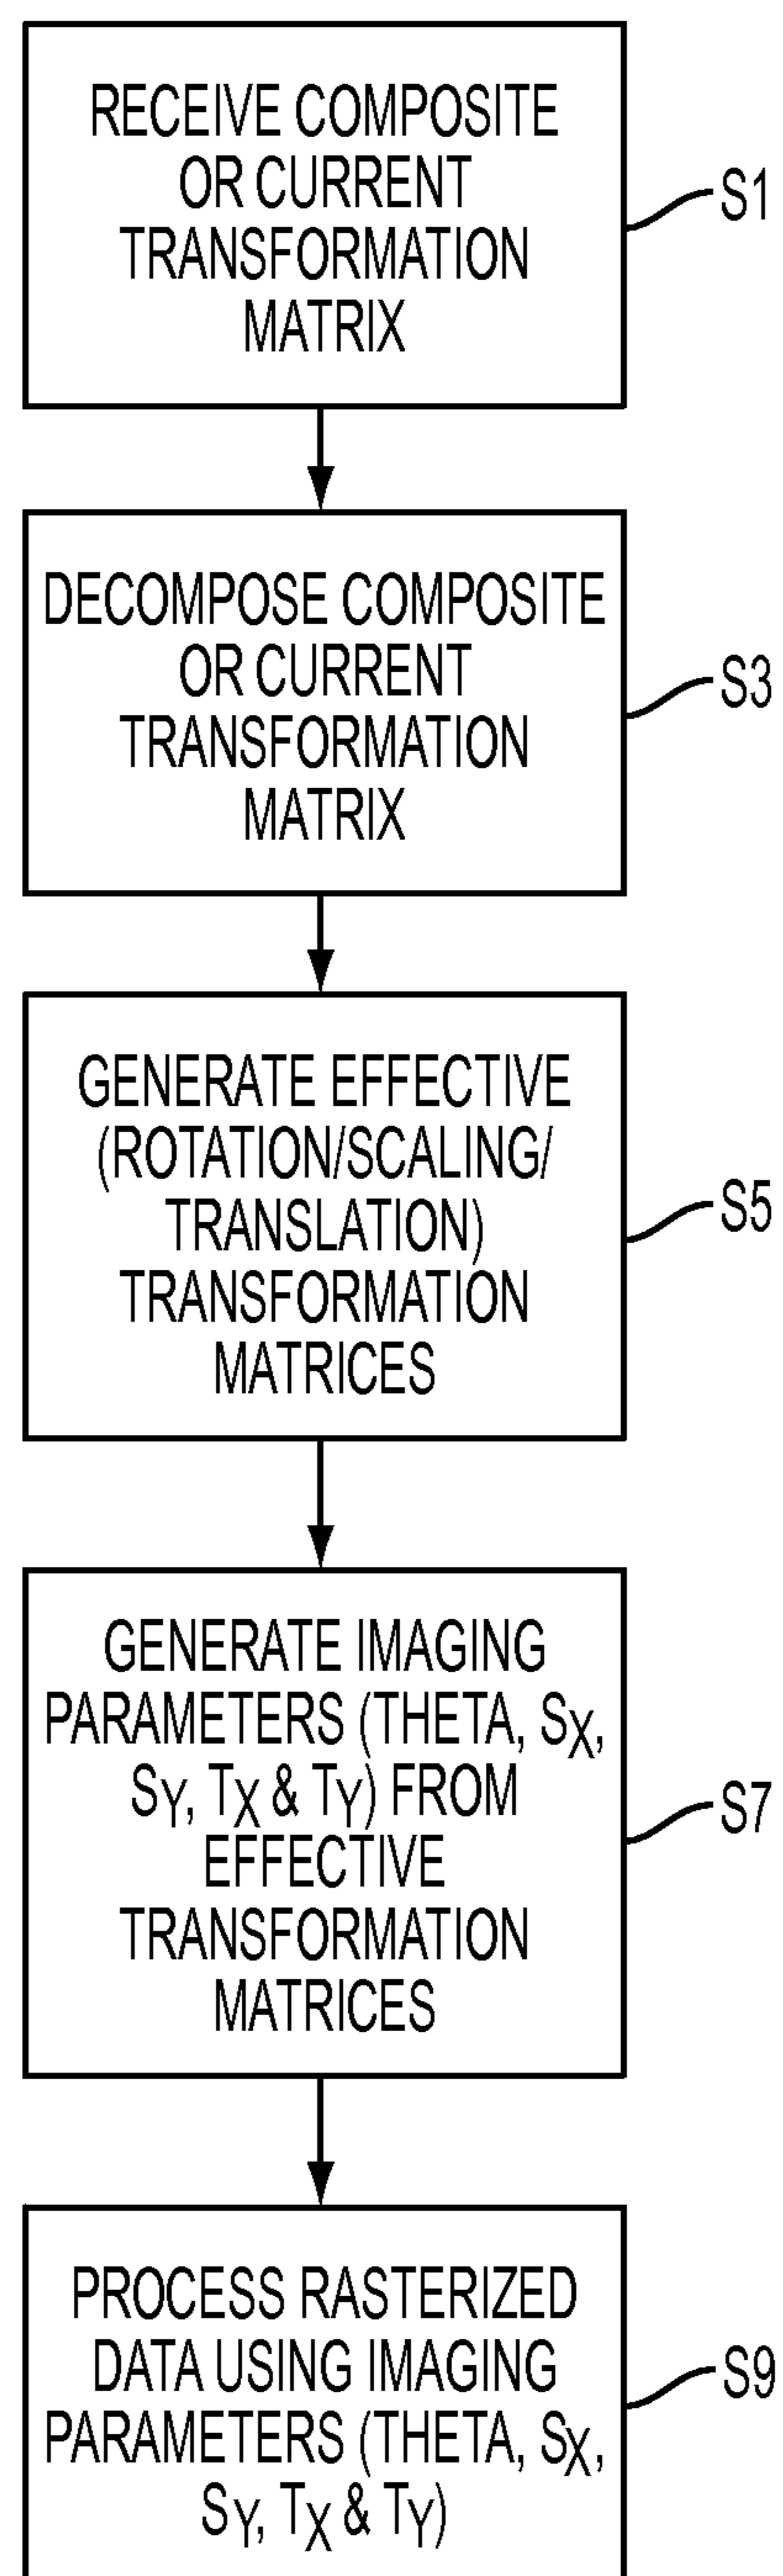 RECEIVE COMPOSITE
OR CURRENT
TRANSFORMATION
MATRIX
S1
DECOMPOSE COMPOSITE
OR CURRENT
TRANSFORMATION
MATRIX
S3
GENERATE EFFECTIVE
(ROTATION/SCALING/
TRANSLATION)
TRANSFORMATION
MATRICES
S5
GENERATE IMAGING
PARAMETERS (THETA, SX,
SY, TX & TY) FROM
EFFECTIVE
TRANSFORMATION
MATRICES
S7
PROCESS RASTERIZED
DATA USING IMAGING
PARAMETERS (THETA, SX,
SY, TX & TY)
S9